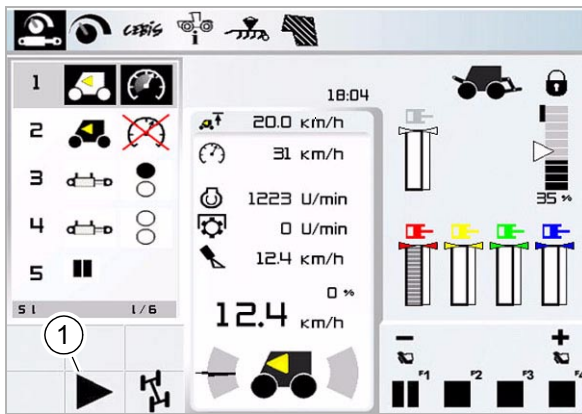 CEBIS
i
1
18:04
2
20.0 km/h
31 km/h
3
1223 U/min
35 %
4
0 U/min
5
12.4 km/h
0 %
S1 1/6
12.4 km/h
1
- +
F1 F2 F3 F4